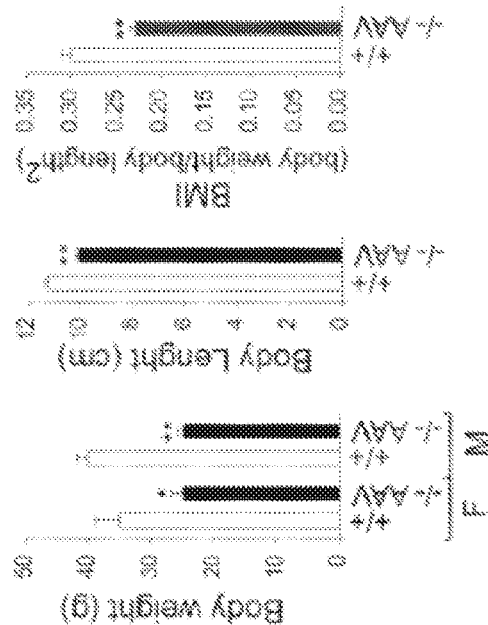 Body weight (g)
50
40
30
20
10
0
*
**
+/+
-/- AAV
+/+
-/- AAV
F
M
Body Lenght (cm)
12
10
8
6
4
2
0
**
+/+
-/- AAV
BMI
(body weight/body length²)
0.35
0.30
0.25
0.20
0.15
0.10
0.05
0.00
**
+/+
-/- AAV